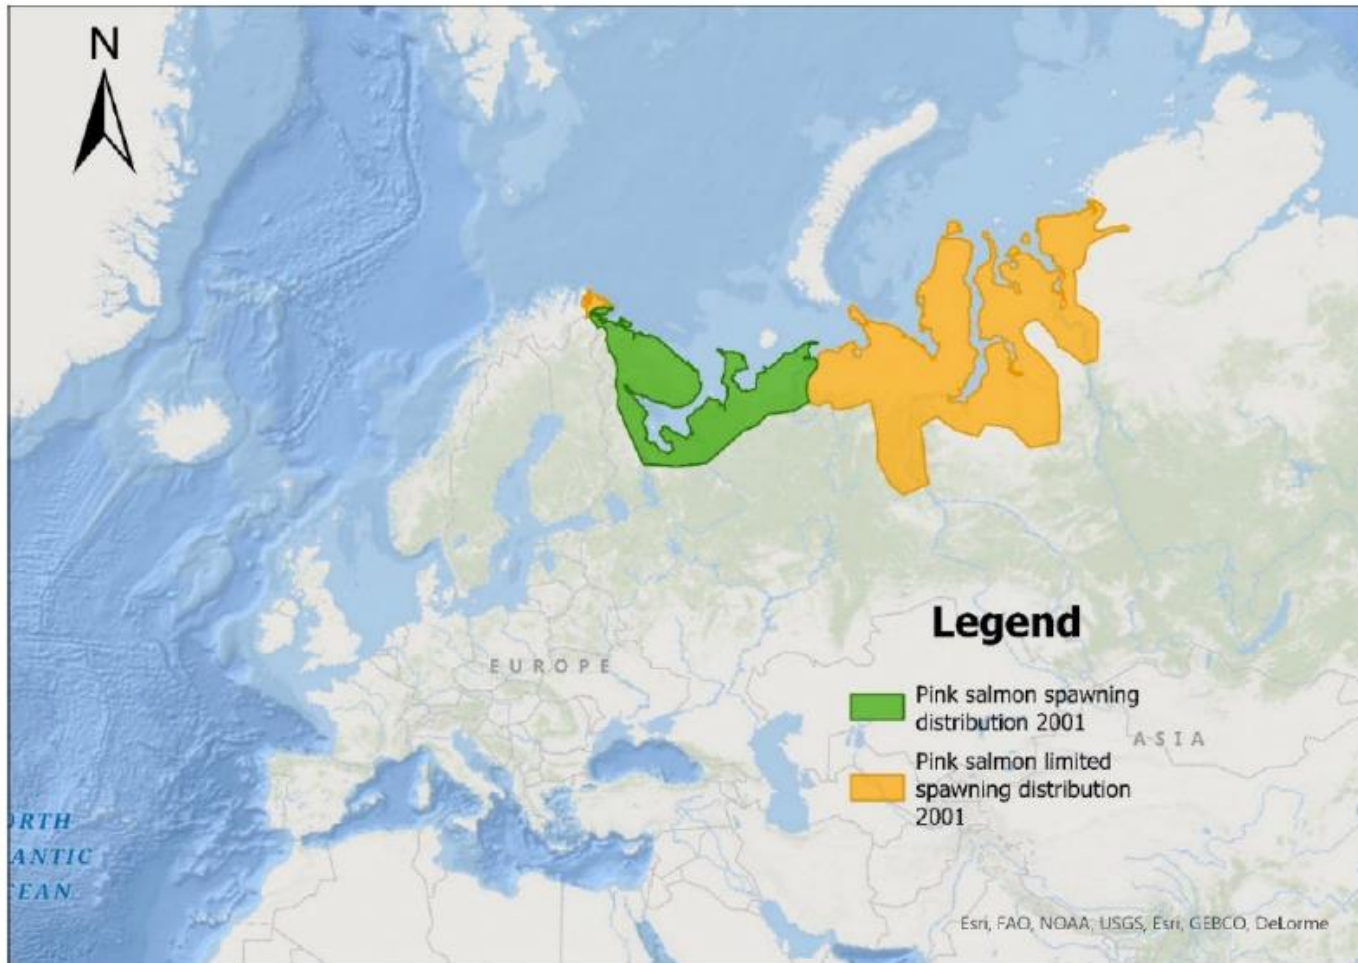 N
EUROPE
Legend
Pink salmon spawning
distribution 2001
ASIA
Pink salmon limited
spawning distribution
2001
RTH
ANTIC
EAN
Esri, FAO, NOAA, USGS, Esri, GEBCO, DeLorme